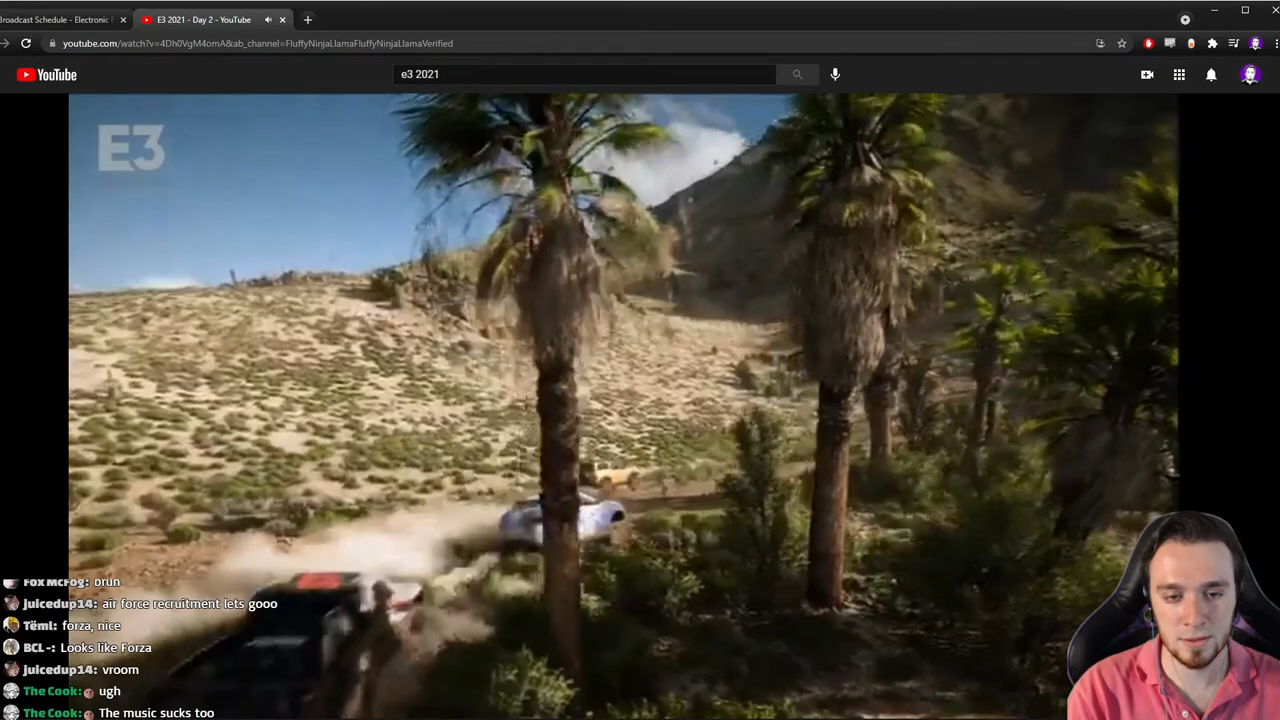 Broadcast Schedule - Electronic E
E3 2021 - Day 2 - YouTube
youtube.com/watch?v=4Dh0VgM4omA&ab_channel=FluffyNinjaLlamaFluffyNinjaLlamaVerified
YouTube
e3 2021
E3
Fox McFog: bruh
juicedup14: air force recruitment lets gooo
Tëml: forza, nice
BCL -: Looks like Forza
juicedup14: vroom
The Cook: ugh
The Cook: The music sucks too